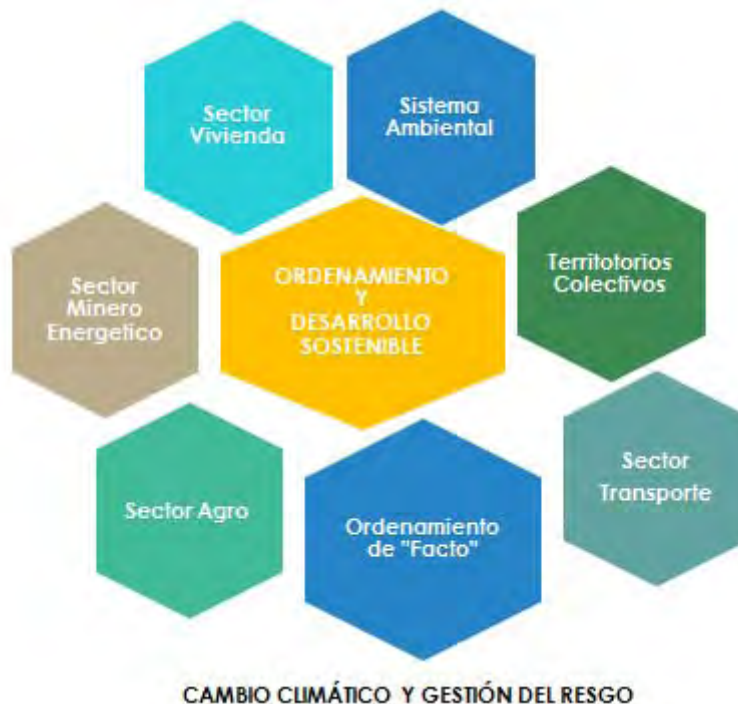 Sector
Vivienda
Sistema
Ambiental
Sector
Minero
Energetico
ORDENAMIENTO
Y
DESARROLLO
SOSTENIBLE
Territotorios
Colectivos
Sector Agro
Ordenamiento
de "Facto"
Sector
Transporte
CAMBIO CLIMÁTICO Y GESTIÓN DEL RESGO